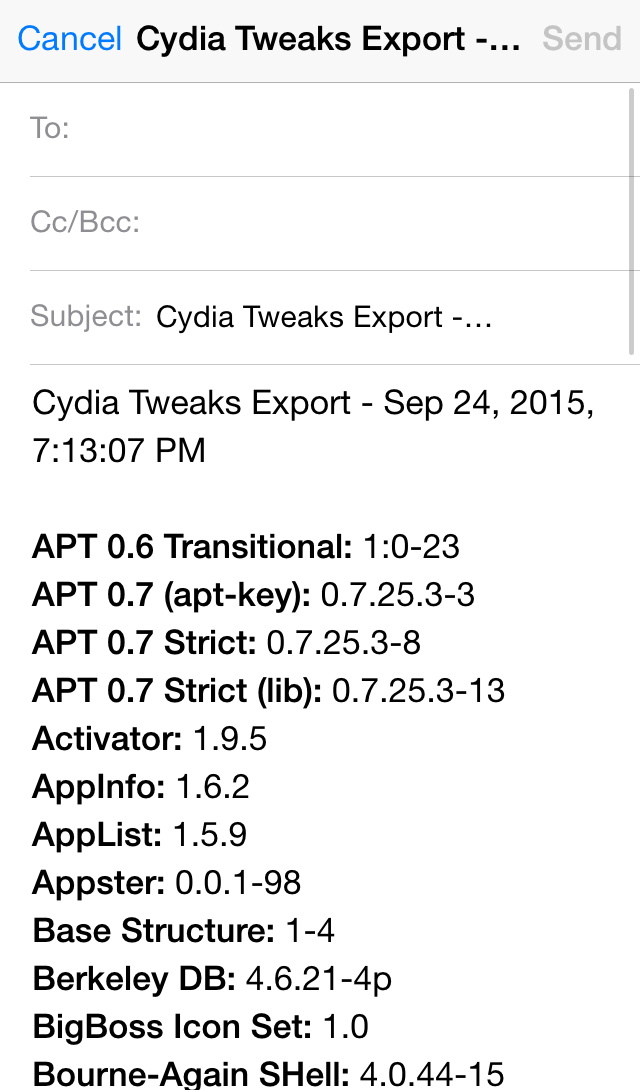 Cancel Cydia Tweaks Export -... Send
To:
Cc/Bcc:
Subject: Cydia Tweaks Export -...
Cydia Tweaks Export - Sep 24, 2015,
7:13:07 PM
APT 0.6 Transitional: 1:0-23
APT 0.7 (apt-key): 0.7.25.3-3
APT 0.7 Strict: 0.7.25.3-8
APT 0.7 Strict (lib): 0.7.25.3-13
Activator: 1.9.5
AppInfo: 1.6.2
AppList: 1.5.9
Appster: 0.0.1-98
Base Structure: 1-4
Berkeley DB: 4.6.21-4p
BigBoss Icon Set: 1.0
Bourne-Again SHell: 4.0.44-15